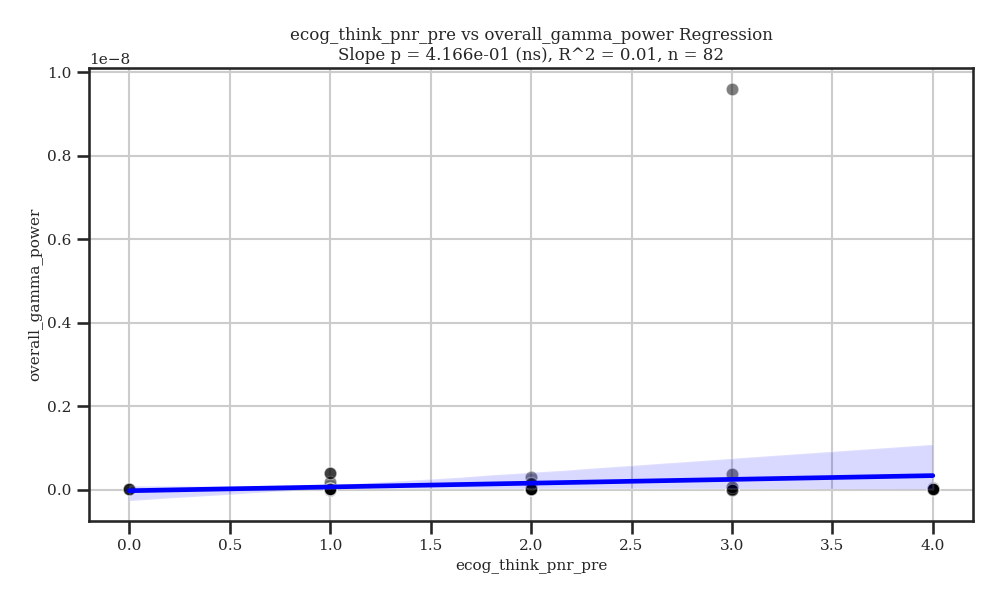 ecog_think_pnr_pre vs overall_gamma_power Regression
Slope p = 4.166e-01 (ns), R^2 = 0.01, n = 82
1e−8
1.0
0.8
0.6
0.4
0.2
0.0
overall_gamma_power
0.0 0.5 1.0 1.5 2.0 2.5 3.0 3.5 4.0
ecog_think_pnr_pre